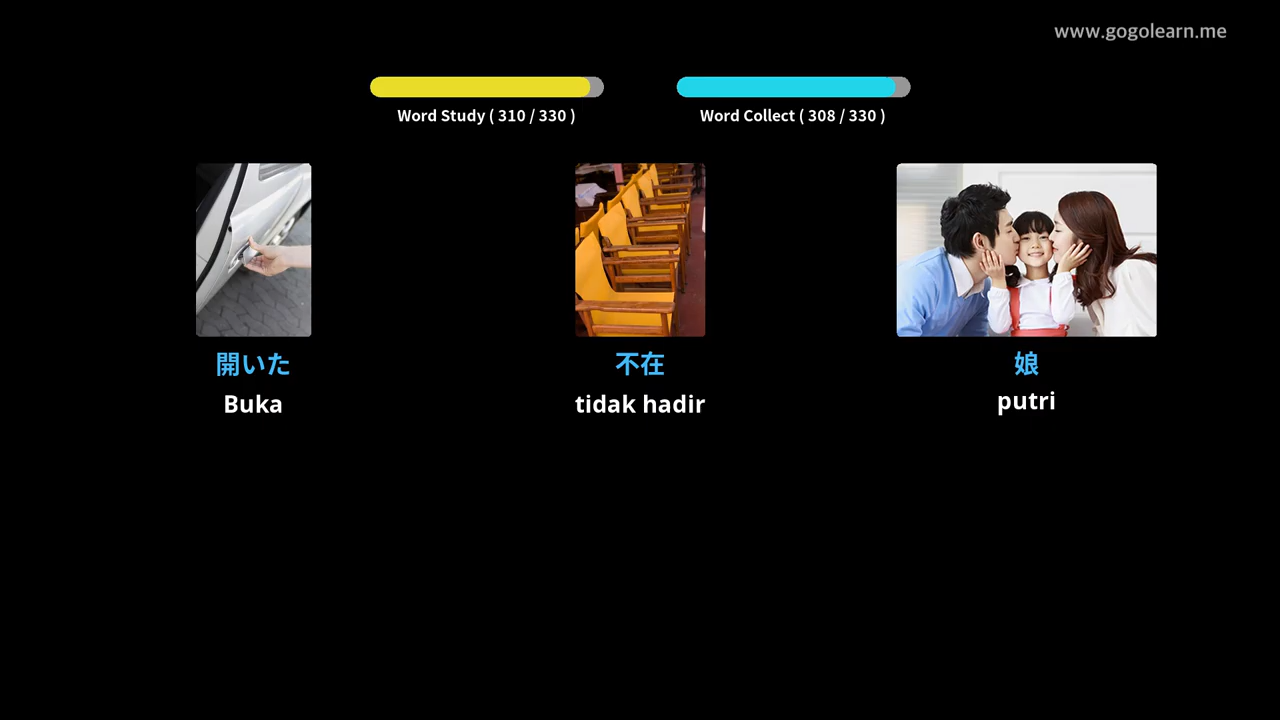 www.gogolearn.me
Word Study ( 310 / 330 )
Word Collect ( 308 / 330 )
開いた
不在
娘
Buka
tidak hadir
putri